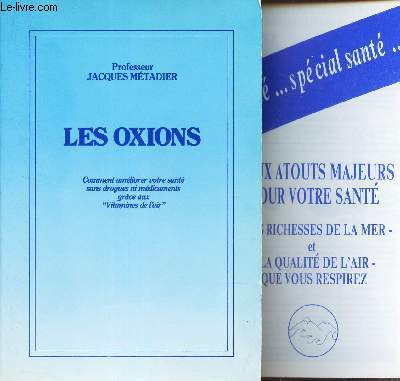 Professeur
JACQUES MÉTADIER
LES OXIONS
Comment améliorer votre santé
sans drogues ni médicaments
grâce aux
"Vitamines de l'air"
... spécial santé ...
ATOUTS MAJEURS
VOTRE SANTÉ
RICHESSES DE LA MER -
et
LA QUALITÉ DE L'AIR -
QUE VOUS RESPIREZ
Le-livre.com